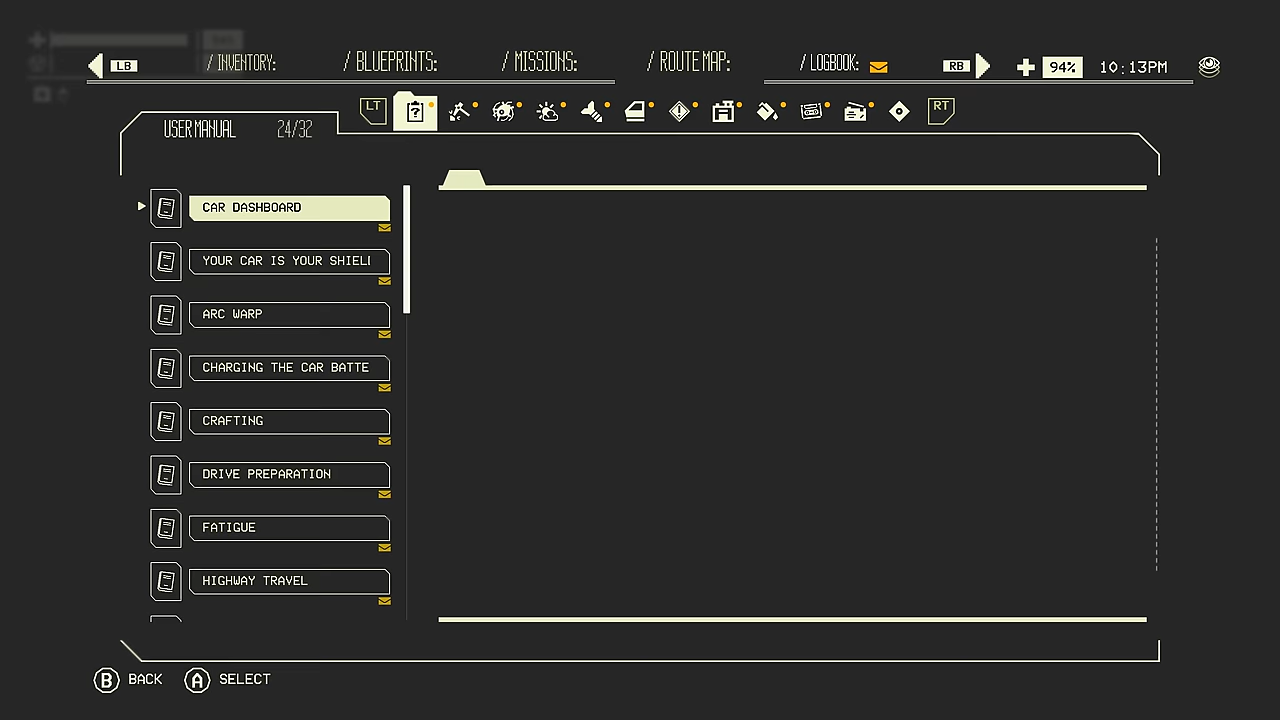 LB / INVENTORY: / BLUEPRINTS: / MISSIONS: / ROUTE MAP: / LOGBOOK: RB 94% 10:13PM
LT RT
USER MANUAL 24/32
CAR DASHBOARD
YOUR CAR IS YOUR SHIEL
ARC WARP
CHARGING THE CAR BATTE
CRAFTING
DRIVE PREPARATION
FATIGUE
HIGHWAY TRAVEL
B BACK A SELECT